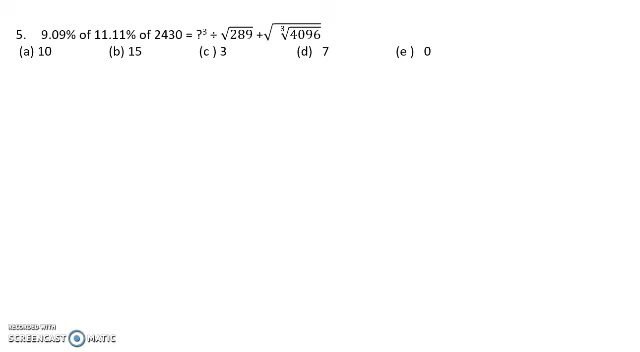 5. 9.09% of 11.11% of 2430 = ?³ ÷ √289 + √∛4096
(a) 10 (b) 15 (c ) 3 (d) 7 (e ) 0
RECORDED WITH
SCREENCAST MATIC